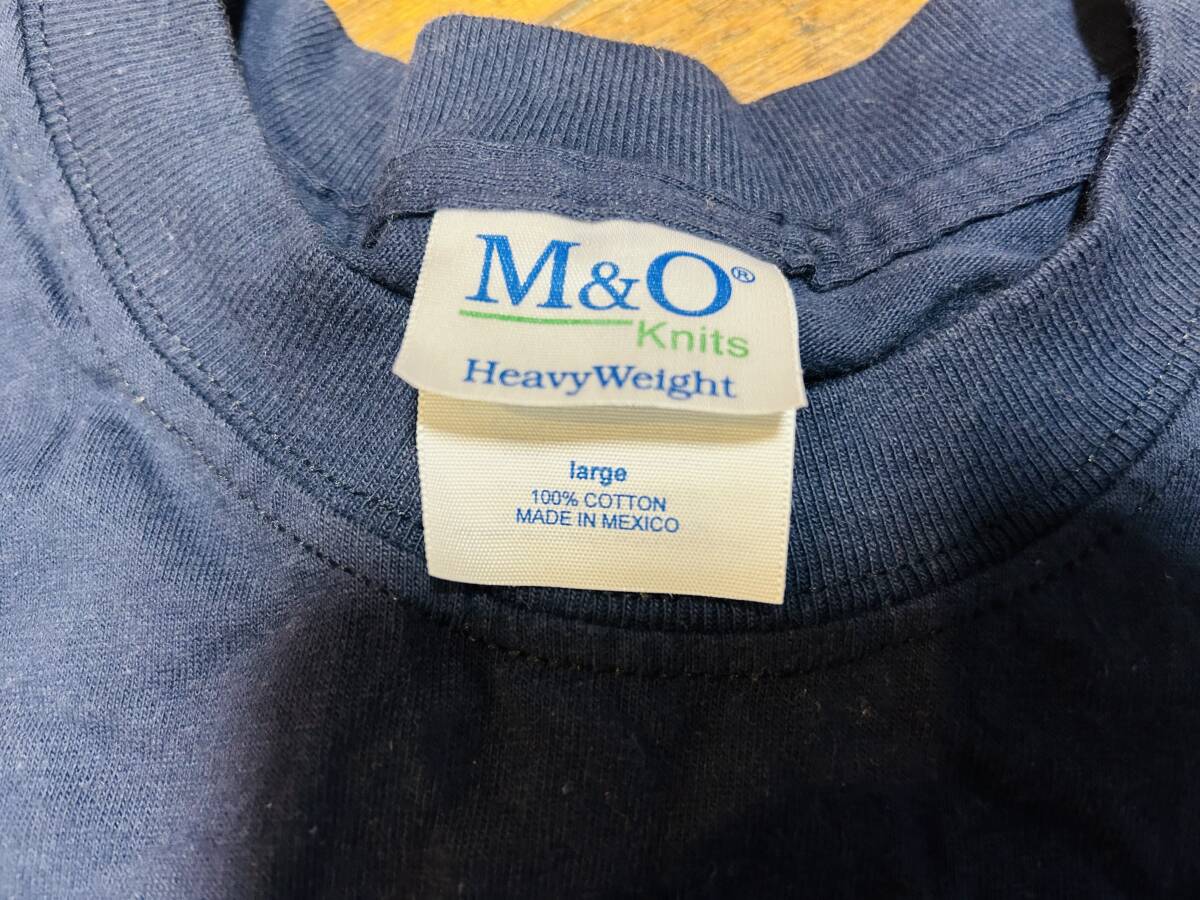 M&O®
Knits
HeavyWeight
large
100% COTTON
MADE IN MEXICO